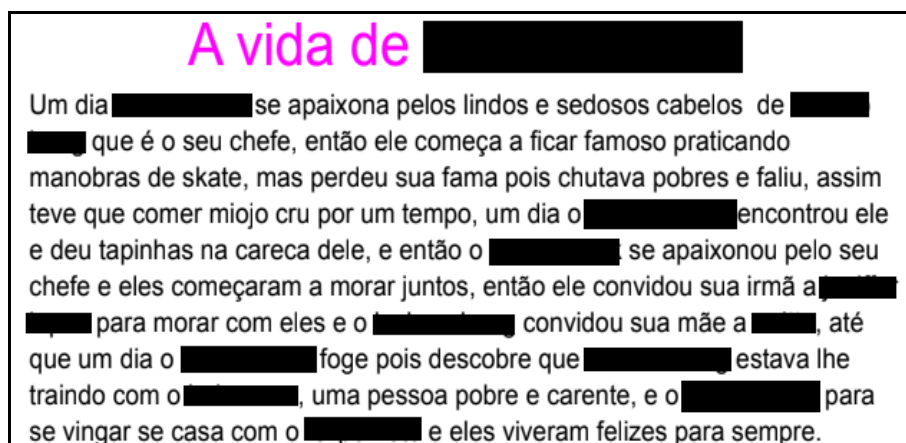 A vida de
Um dia se apaixona pelos lindos e sedosos cabelos de
que é o seu chefe, então ele começa a ficar famoso praticando
manobras de skate, mas perdeu sua fama pois chutava pobres e faliu, assim
teve que comer miojo cru por um tempo, um dia o encontrou ele
e deu tapinhas na careca dele, e então o se apaixonou pelo seu
chefe e eles começaram a morar juntos, então ele convidou sua irmã a
para morar com eles e o convidou sua mãe a , até
que um dia o foge pois descobre que estava lhe
traindo com o , uma pessoa pobre e carente, e o para
se vingar se casa com o e eles viveram felizes para sempre.